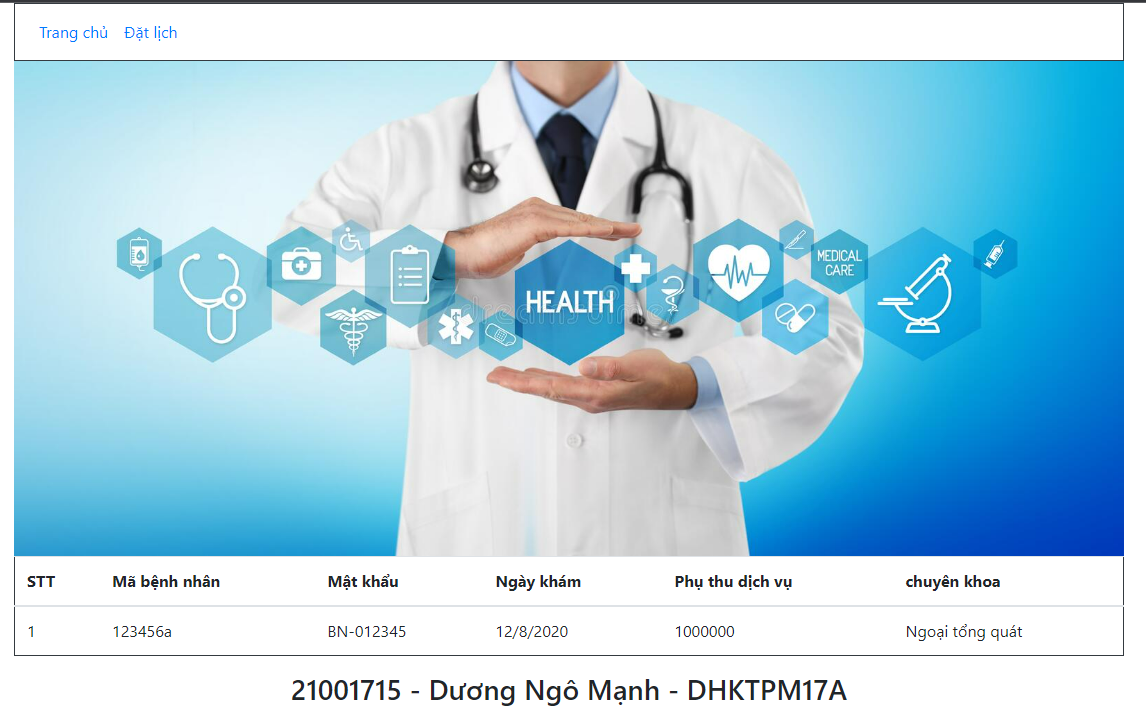 Trang chủ Đặt lịch
HEALTH
MEDICAL
CARE
STT Mã bệnh nhân Mật khẩu Ngày khám Phụ thu dịch vụ chuyên khoa
1 123456a BN-012345 12/8/2020 1000000 Ngoại tổng quát
21001715 - Dương Ngô Mạnh - DHKTPM17A